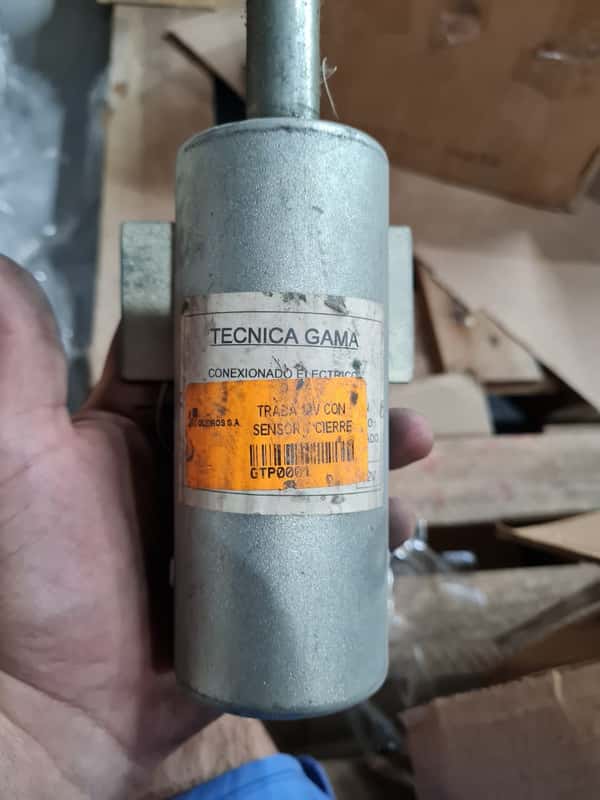 TECNICA GAMA
CONEXIONADO ELECTRICO
S.A.
TRABA 12V CON
SENSOR Y CIERRE
GTP0001